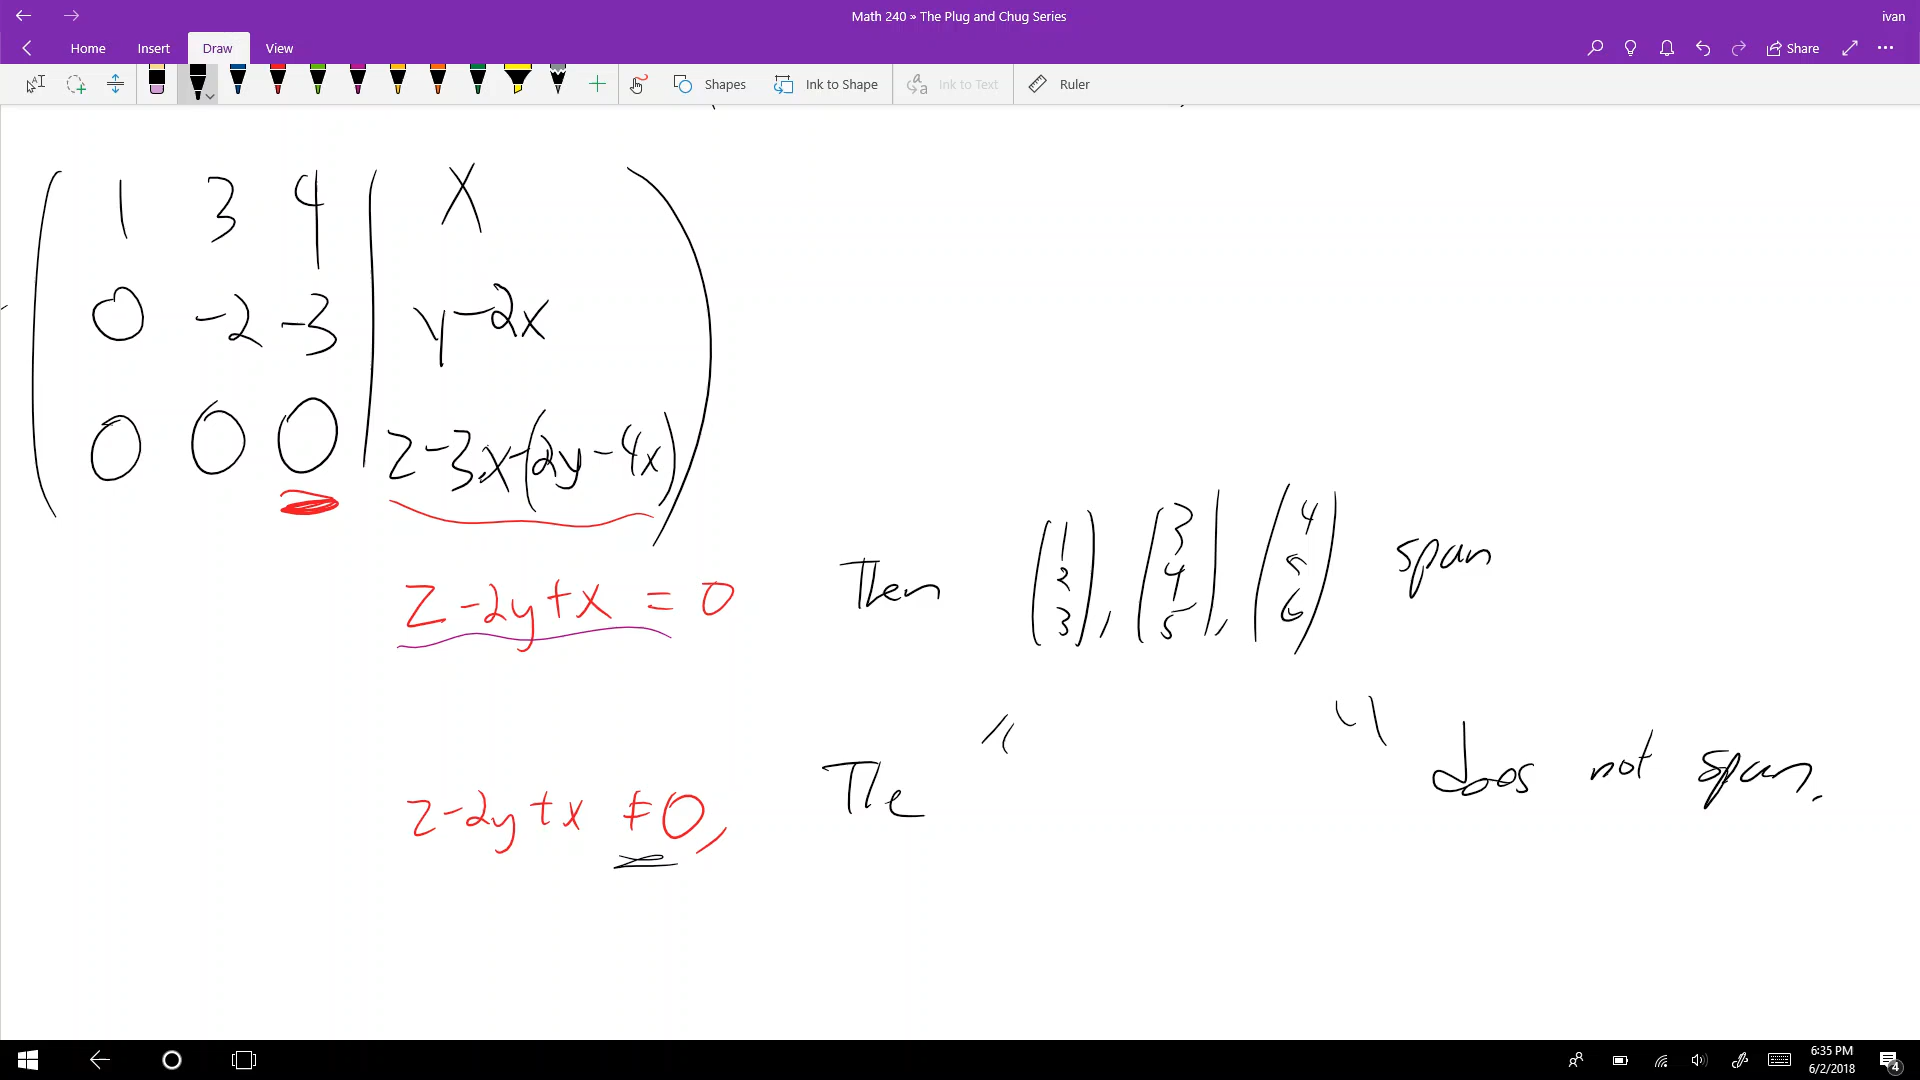 Math 240 » The Plug and Chug Series
ivan
Home Insert Draw View
Share
Shapes Ink to Shape Ink to Text Ruler
1 3 4 | x
0 -2 -3 | y-2x
0 0 0 | z-3x-(2y-4x)
z-2y+x = 0
Then (1 2 3), (3 4 5), (4 5 6) span
z-2y+x ≠ 0,
The " " does not span.
6:35 PM
6/2/2018
4